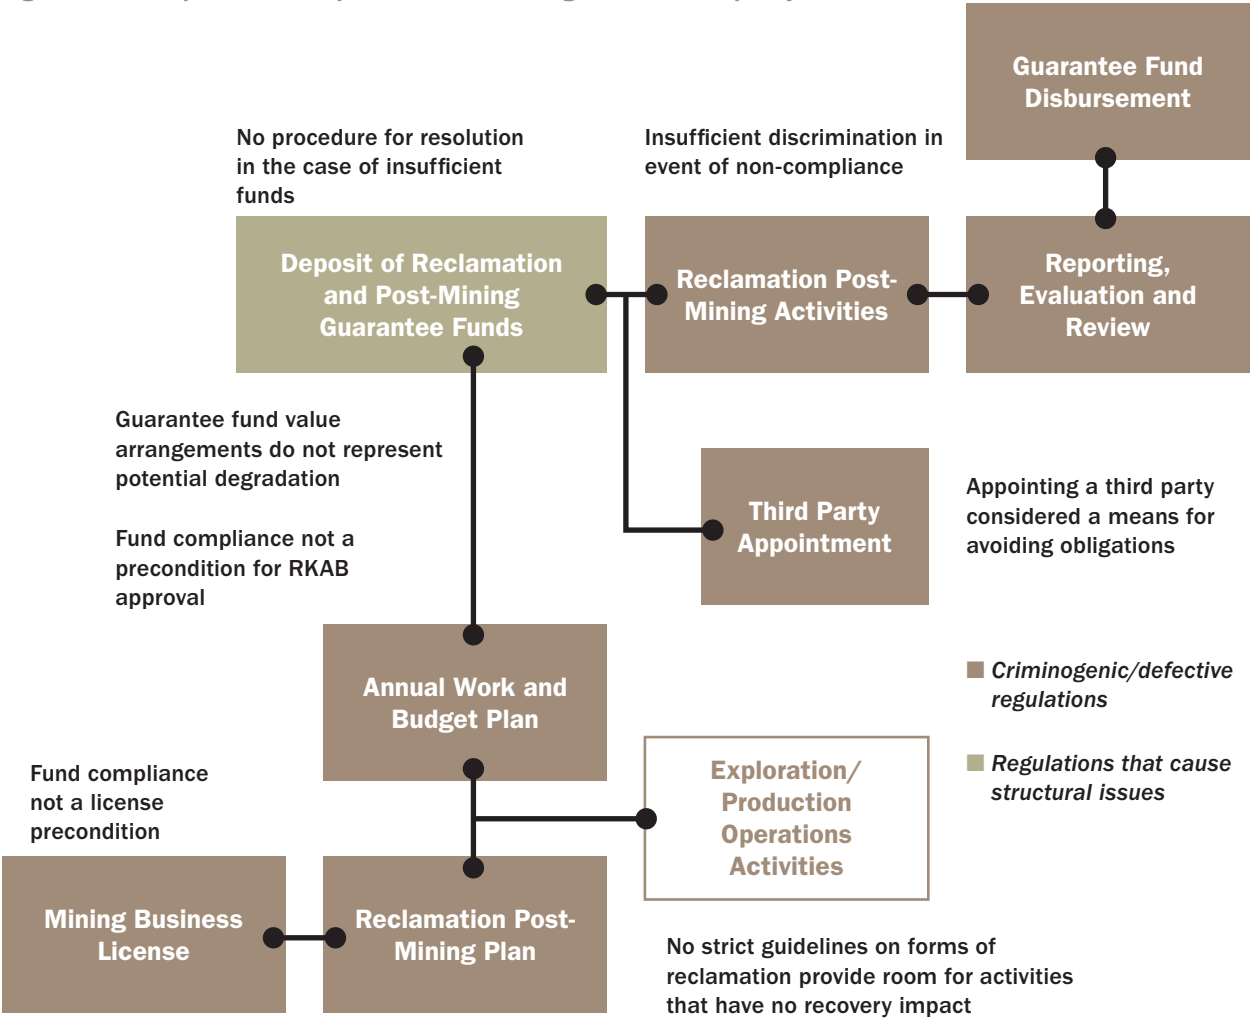 Guarantee Fund
Disbursement
No procedure for resolution
in the case of insufficient
funds
Insufficient discrimination in
event of non-compliance
Deposit of Reclamation
and Post-Mining
Guarantee Funds
Reclamation Post-
Mining Activities
Reporting,
Evaluation and
Review
Guarantee fund value
arrangements do not represent
potential degradation
Fund compliance not a
precondition for RKAB
approval
Third Party
Appointment
Appointing a third party
considered a means for
avoiding obligations
Annual Work and
Budget Plan
Criminogenic/defective
regulations
Regulations that cause
structural issues
Exploration/
Production
Operations
Activities
Fund compliance
not a license
precondition
Mining Business
License
Reclamation Post-
Mining Plan
No strict guidelines on forms of
reclamation provide room for activities
that have no recovery impact